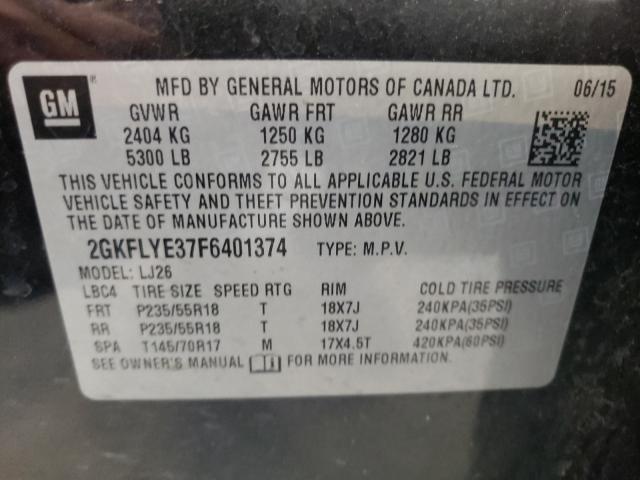 GM ®
MFD BY GENERAL MOTORS OF CANADA LTD. 06/15
GVWR GAWR FRT GAWR RR
2404 KG 1250 KG 1280 KG
5300 LB 2755 LB 2821 LB
THIS VEHICLE CONFORMS TO ALL APPLICABLE U.S. FEDERAL MOTOR
VEHICLE SAFETY AND THEFT PREVENTION STANDARDS IN EFFECT ON
THE DATE OF MANUFACTURE SHOWN ABOVE.
2GKFLYE37F6401374 TYPE: M.P.V.
MODEL: LJ26
LBC4 TIRE SIZE SPEED RTG RIM COLD TIRE PRESSURE
FRT P235/55R18 T 18X7J 240KPA(35PSI)
RR P235/55R18 T 18X7J 240KPA(35PSI)
SPA T145/70R17 M 17X4.5T 420KPA(60PSI)
SEE OWNER'S MANUAL FOR MORE INFORMATION.